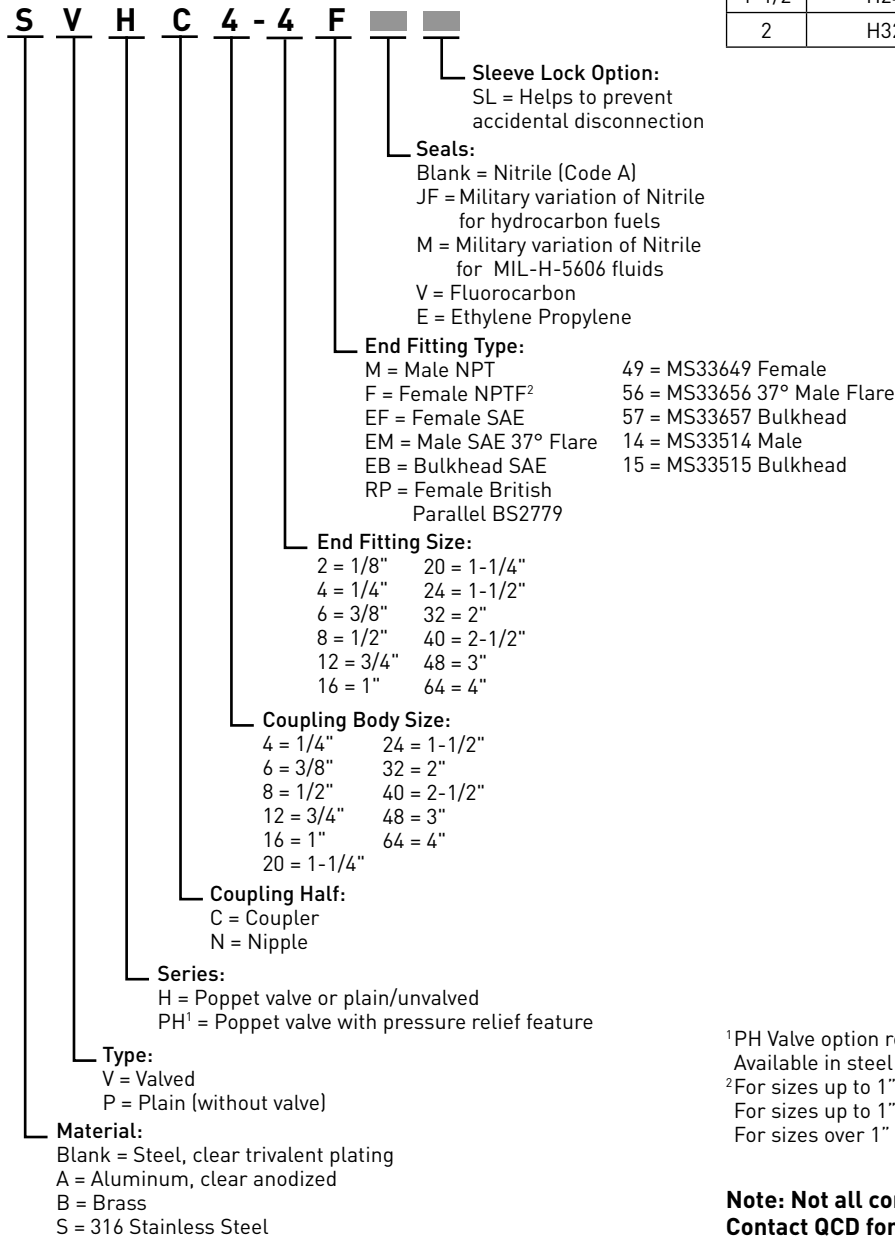 S V H C 4 - 4 F
1-1/2
2 H32
Sleeve Lock Option:
SL = Helps to prevent
accidental disconnection
Seals:
Blank = Nitrile (Code A)
JF = Military variation of Nitrile
for hydrocarbon fuels
M = Military variation of Nitrile
for MIL-H-5606 fluids
V = Fluorocarbon
E = Ethylene Propylene
End Fitting Type:
M = Male NPT
F = Female NPTF²
EF = Female SAE
EM = Male SAE 37° Flare
EB = Bulkhead SAE
RP = Female British
Parallel BS2779
49 = MS33649 Female
56 = MS33656 37° Male Flare
57 = MS33657 Bulkhead
14 = MS33514 Male
15 = MS33515 Bulkhead
End Fitting Size:
2 = 1/8" 20 = 1-1/4"
4 = 1/4" 24 = 1-1/2"
6 = 3/8" 32 = 2"
8 = 1/2" 40 = 2-1/2"
12 = 3/4" 48 = 3"
16 = 1" 64 = 4"
Coupling Body Size:
4 = 1/4" 24 = 1-1/2"
6 = 3/8" 32 = 2"
8 = 1/2" 40 = 2-1/2"
12 = 3/4" 48 = 3"
16 = 1" 64 = 4"
20 = 1-1/4"
Coupling Half:
C = Coupler
N = Nipple
Series:
H = Poppet valve or plain/unvalved
PH¹ = Poppet valve with pressure relief feature
Type:
V = Valved
P = Plain (without valve)
Material:
Blank = Steel, clear trivalent plating
A = Aluminum, clear anodized
B = Brass
S = 316 Stainless Steel
¹PH Valve option
Available in steel
²For sizes up to 1”
For sizes up to 1”
For sizes over 1”
Note: Not all
Contact QCD for